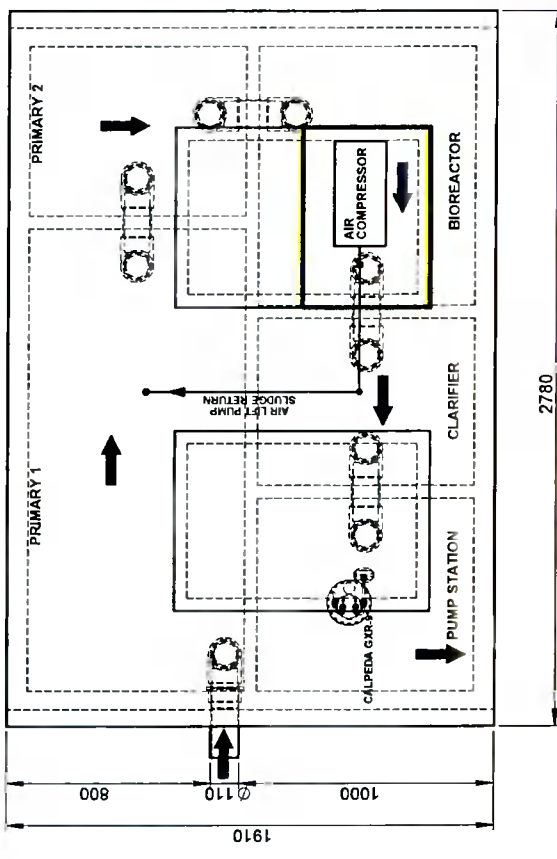 PRIMARY 1
PRIMARY 2
AIR LIFT PUMP
SLUDGE RETURN
AIR
COMPRESSOR
BIOREACTOR
CLARIFIER
PUMP STATION
CALPEDA GXR-9
800
Ø110
1000
1910
2780